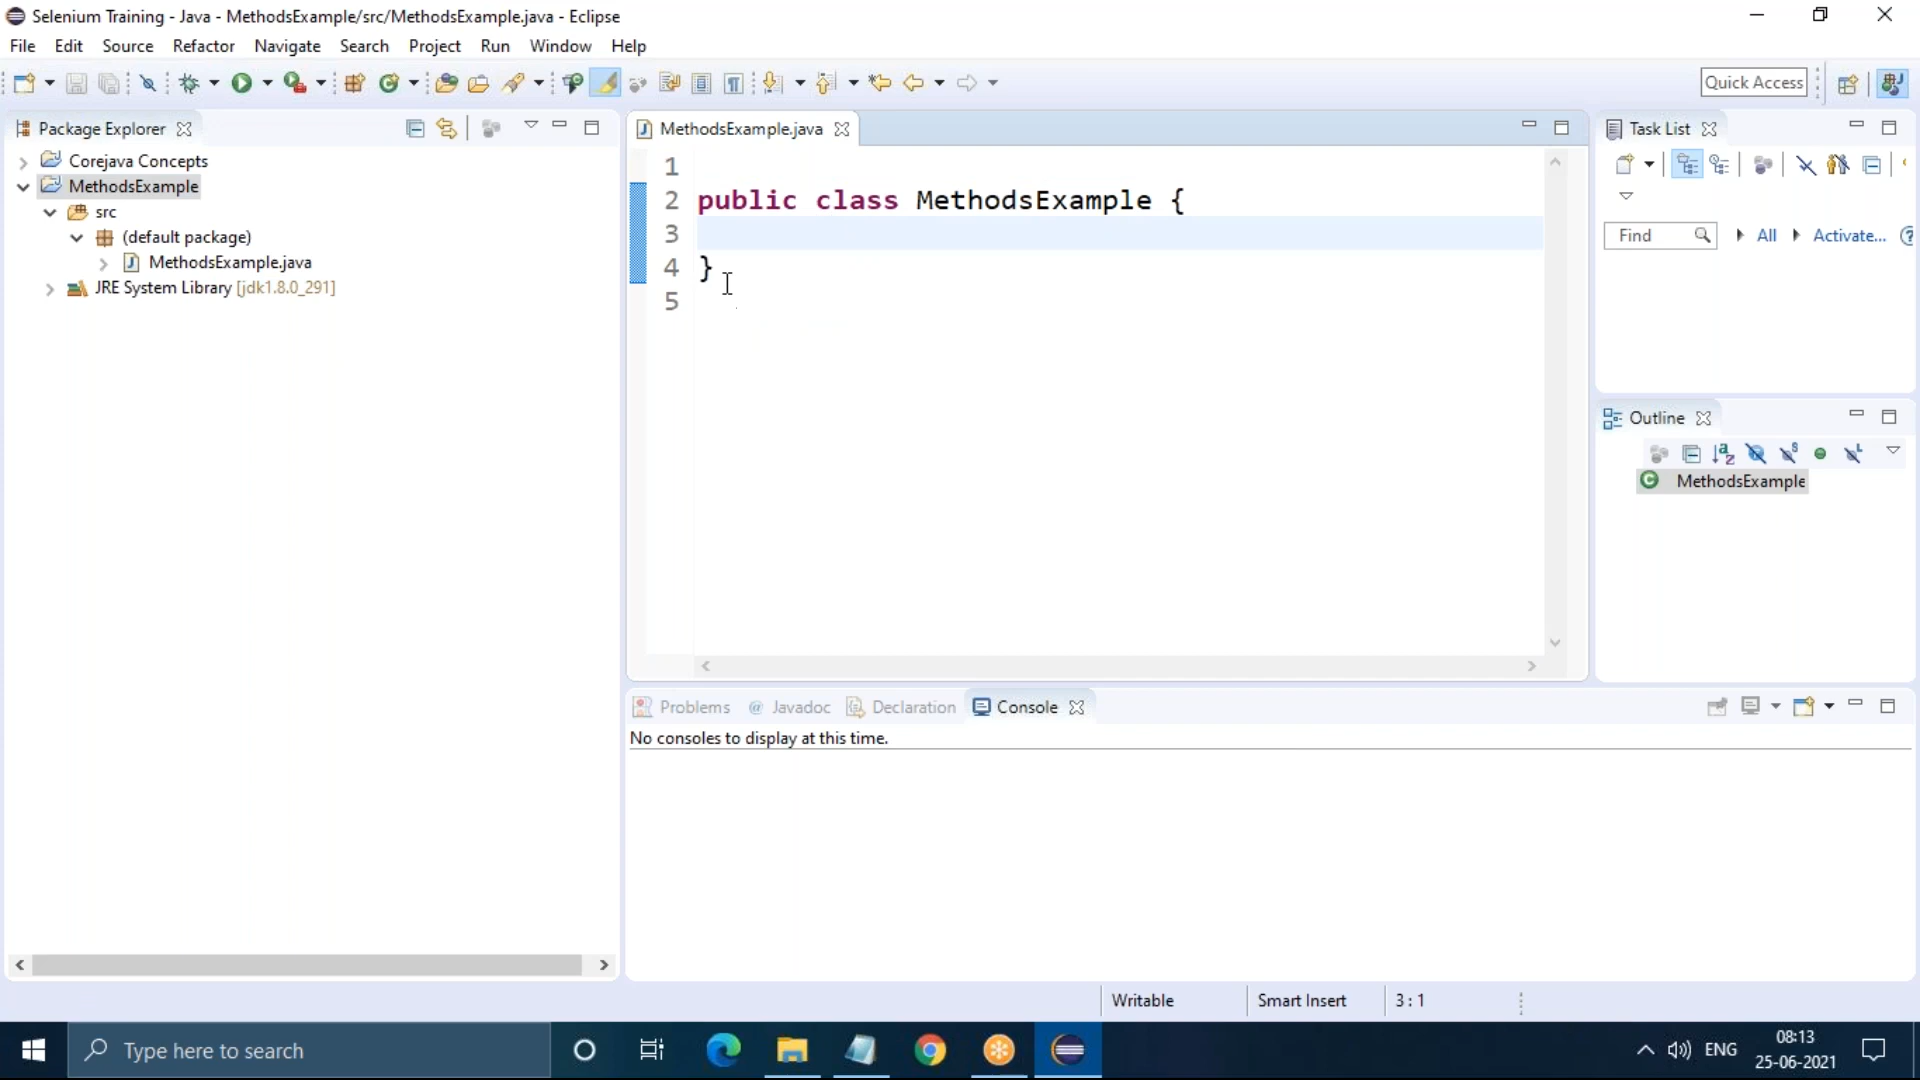 Selenium Training - Java - MethodsExample/src/MethodsExample.java - Eclipse
File Edit Source Refactor Navigate Search Project Run Window Help
Quick Access
Package Explorer
Corejava Concepts
MethodsExample
src
(default package)
MethodsExample.java
JRE System Library [jdk1.8.0_291]
MethodsExample.java
1
2 public class MethodsExample {
3
4 }
5
Task List
Find All Activate...
Outline
MethodsExample
Problems @ Javadoc Declaration Console
No consoles to display at this time.
Writable Smart Insert 3 : 1
Type here to search
ENG
08:13
25-06-2021